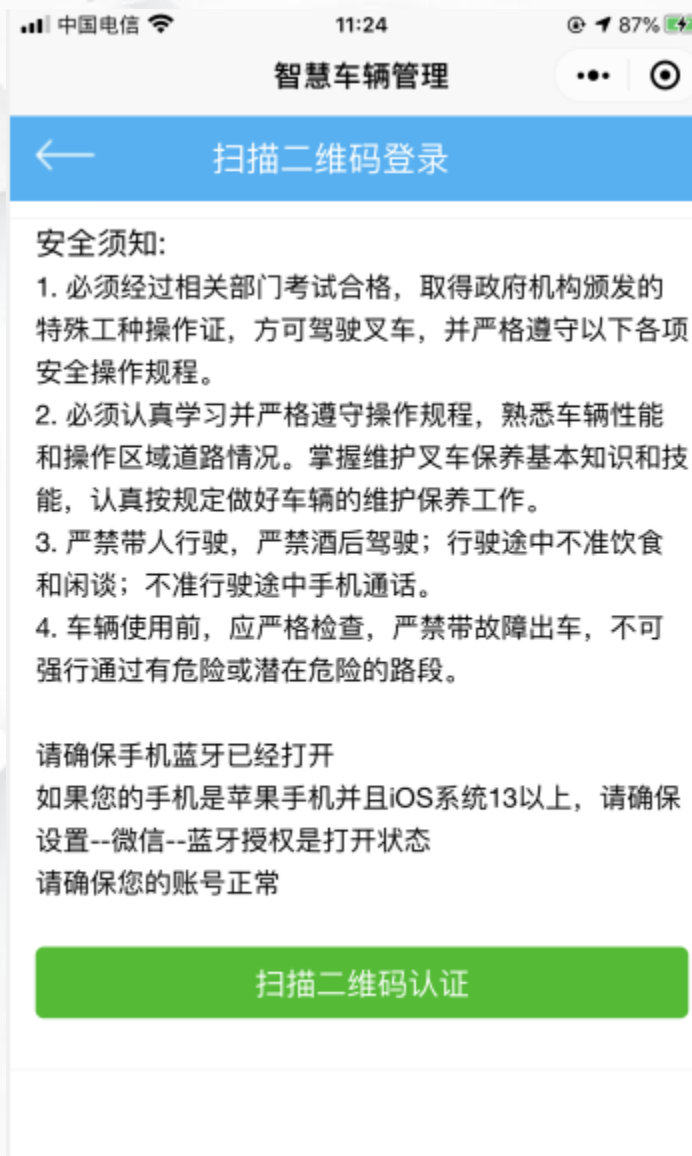 中国电信 11:24 87%
智慧车辆管理
扫描二维码登录
安全须知:
1. 必须经过相关部门考试合格，取得政府机构颁发的
特殊工种操作证，方可驾驶叉车，并严格遵守以下各项
安全操作规程。
2. 必须认真学习并严格遵守操作规程，熟悉车辆性能
和操作区域道路情况。掌握维护叉车保养基本知识和技
能，认真按规定做好车辆的维护保养工作。
3. 严禁带人行驶，严禁酒后驾驶；行驶途中不准饮食
和闲谈；不准行驶途中手机通话。
4. 车辆使用前，应严格检查，严禁带故障出车，不可
强行通过有危险或潜在危险的路段。
请确保手机蓝牙已经打开
如果您的手机是苹果手机并且iOS系统13以上，请确保
设置--微信--蓝牙授权是打开状态
请确保您的账号正常
扫描二维码认证